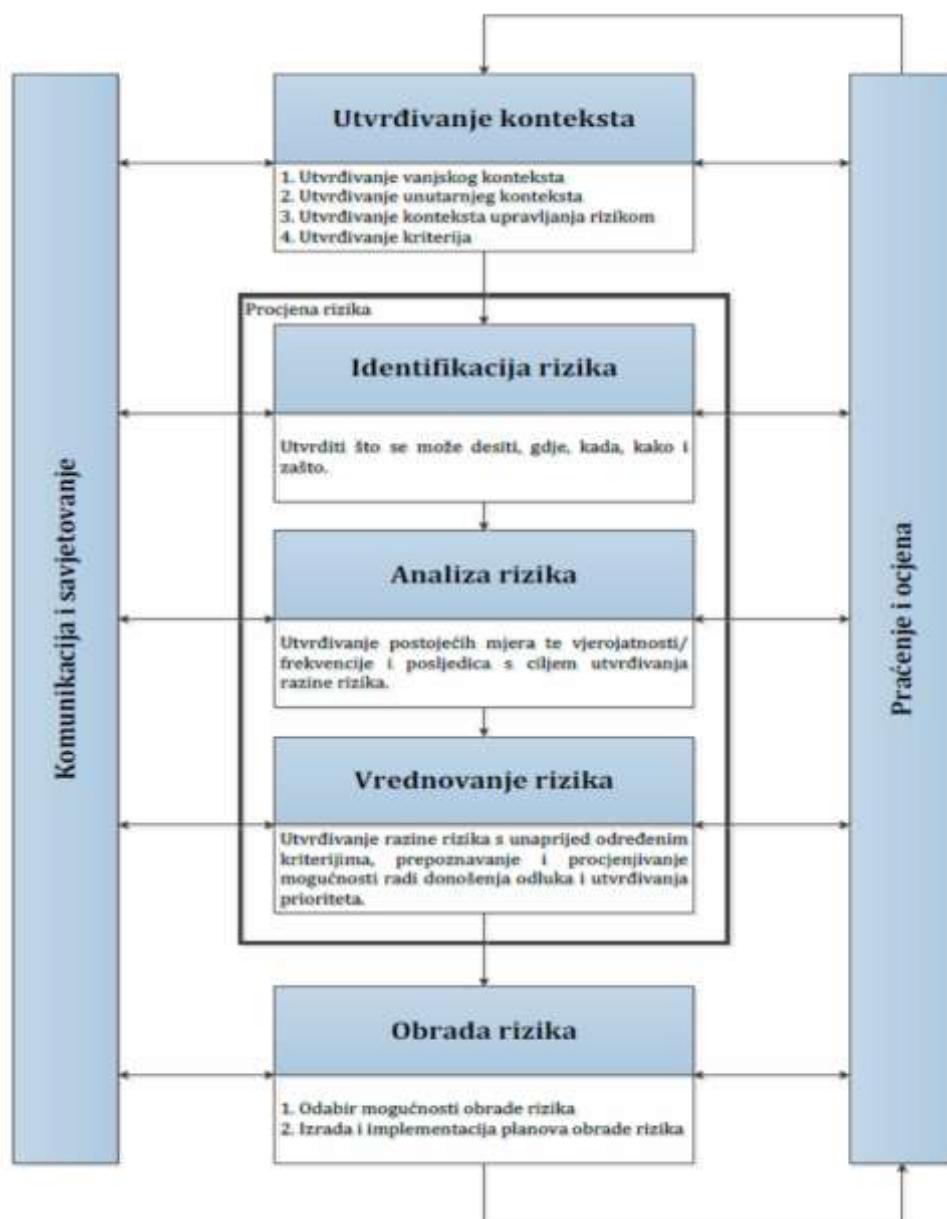 Utvrđivanje konteksta
1. Utvrđivanje vanjskog konteksta
2. Utvrđivanje unutarnjeg konteksta
3. Utvrđivanje konteksta upravljanja rizikom
4. Utvrđivanje kriterija
Procjena rizika
Identifikacija rizika
Utvrditi što se može desiti, gdje, kada, kako i
zašto.
Analiza rizika
Utvrđivanje postojećih mjera te vjerojatnosti/
frekvencije i posljedica s ciljem utvrđivanja
razine rizika.
Vrednovanje rizika
Utvrđivanje razine rizika s unaprijed određenim
kriterijima, prepoznavanje i procjenjivanje
mogućnosti radi donošenja odluka i utvrđivanja
prioriteta.
Obrada rizika
1. Odabir mogućnosti obrade rizika
2. Izrada i implementacija planova obrade rizika
Komunikacija i savjetovanje
Praćenje i ocjena